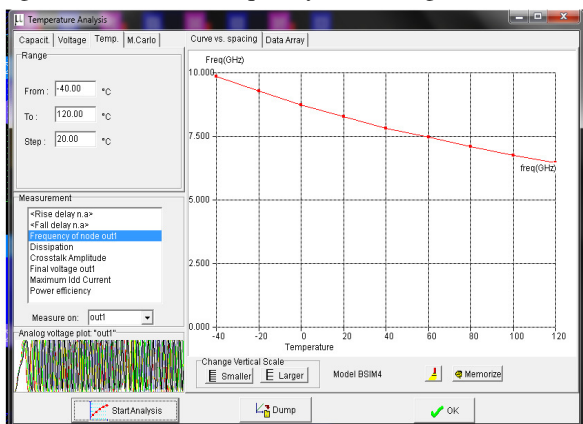 Temperature Analysis
Capacit. Voltage Temp. M.Carlo
Range
From : -40.00 °C
To : 120.00 °C
Step : 20.00 °C
Measurement
<Rise delay n.a>
<Fall delay n.a>
Frequency of node out1
Dissipation
Crosstalk Amplitude
Final voltage out1
Maximum Idd Current
Power efficiency
Measure on: out1
Analog voltage plot: "out1"
Curve vs. spacing Data Array
Freq(GHz)
10.000
7.500
5.000
2.500
0.000
freq(GHz)
-40 -20 0 20 40 60 80 100 120
Temperature
Change Vertical Scale
Smaller Larger
Model BSIM4
Memorize
StartAnalysis
Dump
OK